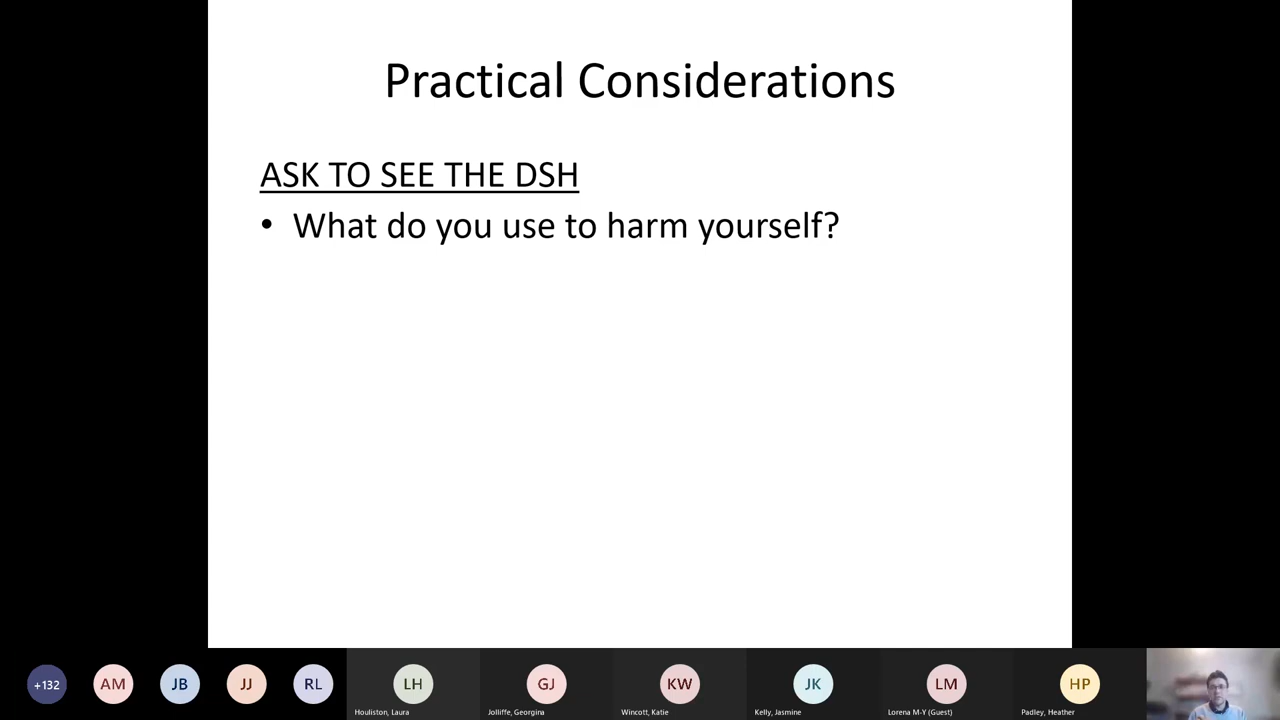 Practical Considerations
ASK TO SEE THE DSH
• What do you use to harm yourself?
+132
AM
JB
JJ
RL
LH
GJ
KW
JK
LM
HP
Houliston, Laura
Jolliffe, Georgina
Wincott, Katie
Kelly, Jasmine
Lorena M-Y (Guest)
Padley, Heather